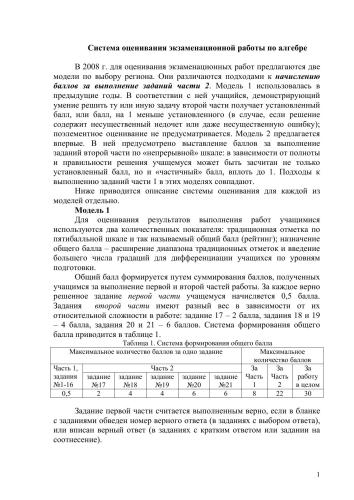 Система оценивания экзаменационной работы по алгебре
В 2008 г. для оценивания экзаменационных работ предлагаются две
модели по выбору региона. Они различаются подходами к начислению
баллов за выполнение заданий части 2. Модель 1 использовалась в
предыдущие годы. В соответствии с ней учащийся, демонстрирующий
умение решить ту или иную задачу второй части получает установленный
балл, или балл, на 1 меньше установленного (в случае, если решение
содержит несущественный недочет или даже несущественную ошибку);
поэлементное оценивание не предусматривается. Модель 2 предлагается
впервые. В ней предусмотрено выставление баллов за выполнение
заданий второй части по «непрерывной» шкале: в зависимости от полноты
и правильности решения учащемуся может быть засчитан не только
установленный балл, но и «частичный» балл, вплоть до 1. Подходы к
выполнению заданий части 1 в этих моделях совпадают.
Ниже приводится описании системы оценивания для каждой из
моделей отдельно.
Модель 1
Для оценивания результатов выполнения работ учащимися
используются два количественных показателя: традиционная отметка по
пятибалльной шкале и так называемый общий балл (рейтинг); назначение
общего балла – расширение диапазона традиционных отметок и введение
большего числа градаций для дифференциации учащихся по уровням
подготовки.
Общий балл формируется путем суммирования баллов, полученных
учащимся за выполнение первой и второй частей работы. За каждое верно
решенное задание первой части учащемуся начисляется 0,5 балла.
Задания второй части имеют разный вес в зависимости от их
относительной сложности в работе: задание 17 – 2 балла, задания 18 и 19
– 4 балла, задания 20 и 21 – 6 баллов. Система формирования общего
балла приводится в таблице 1.
Таблица 1. Система формирования общего балла
Максимальное количество баллов за одно задание Максимальное количество баллов
Часть 1, задания №1-16 Часть 2 За Часть 1 За Часть 2 За работу в целом
задание №17 задание №18 задание №19 задание №20 задание №21
0,5 2 4 4 6 6 8 22 30
Задание первой части считается выполненным верно, если в бланке
с заданиями обведен номер верного ответа (в заданиях с выбором ответа),
или вписан верный ответ (в заданиях с кратким ответом или задании на
соотнесение).
1